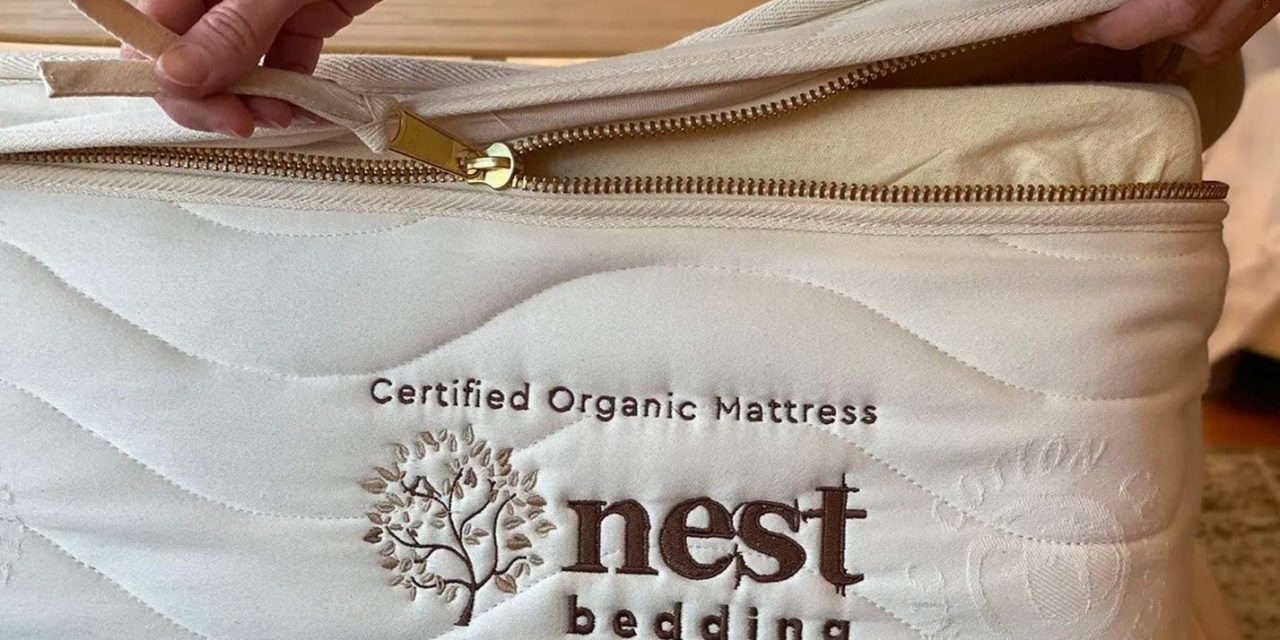 Certified Organic Mattress
nest
bedding